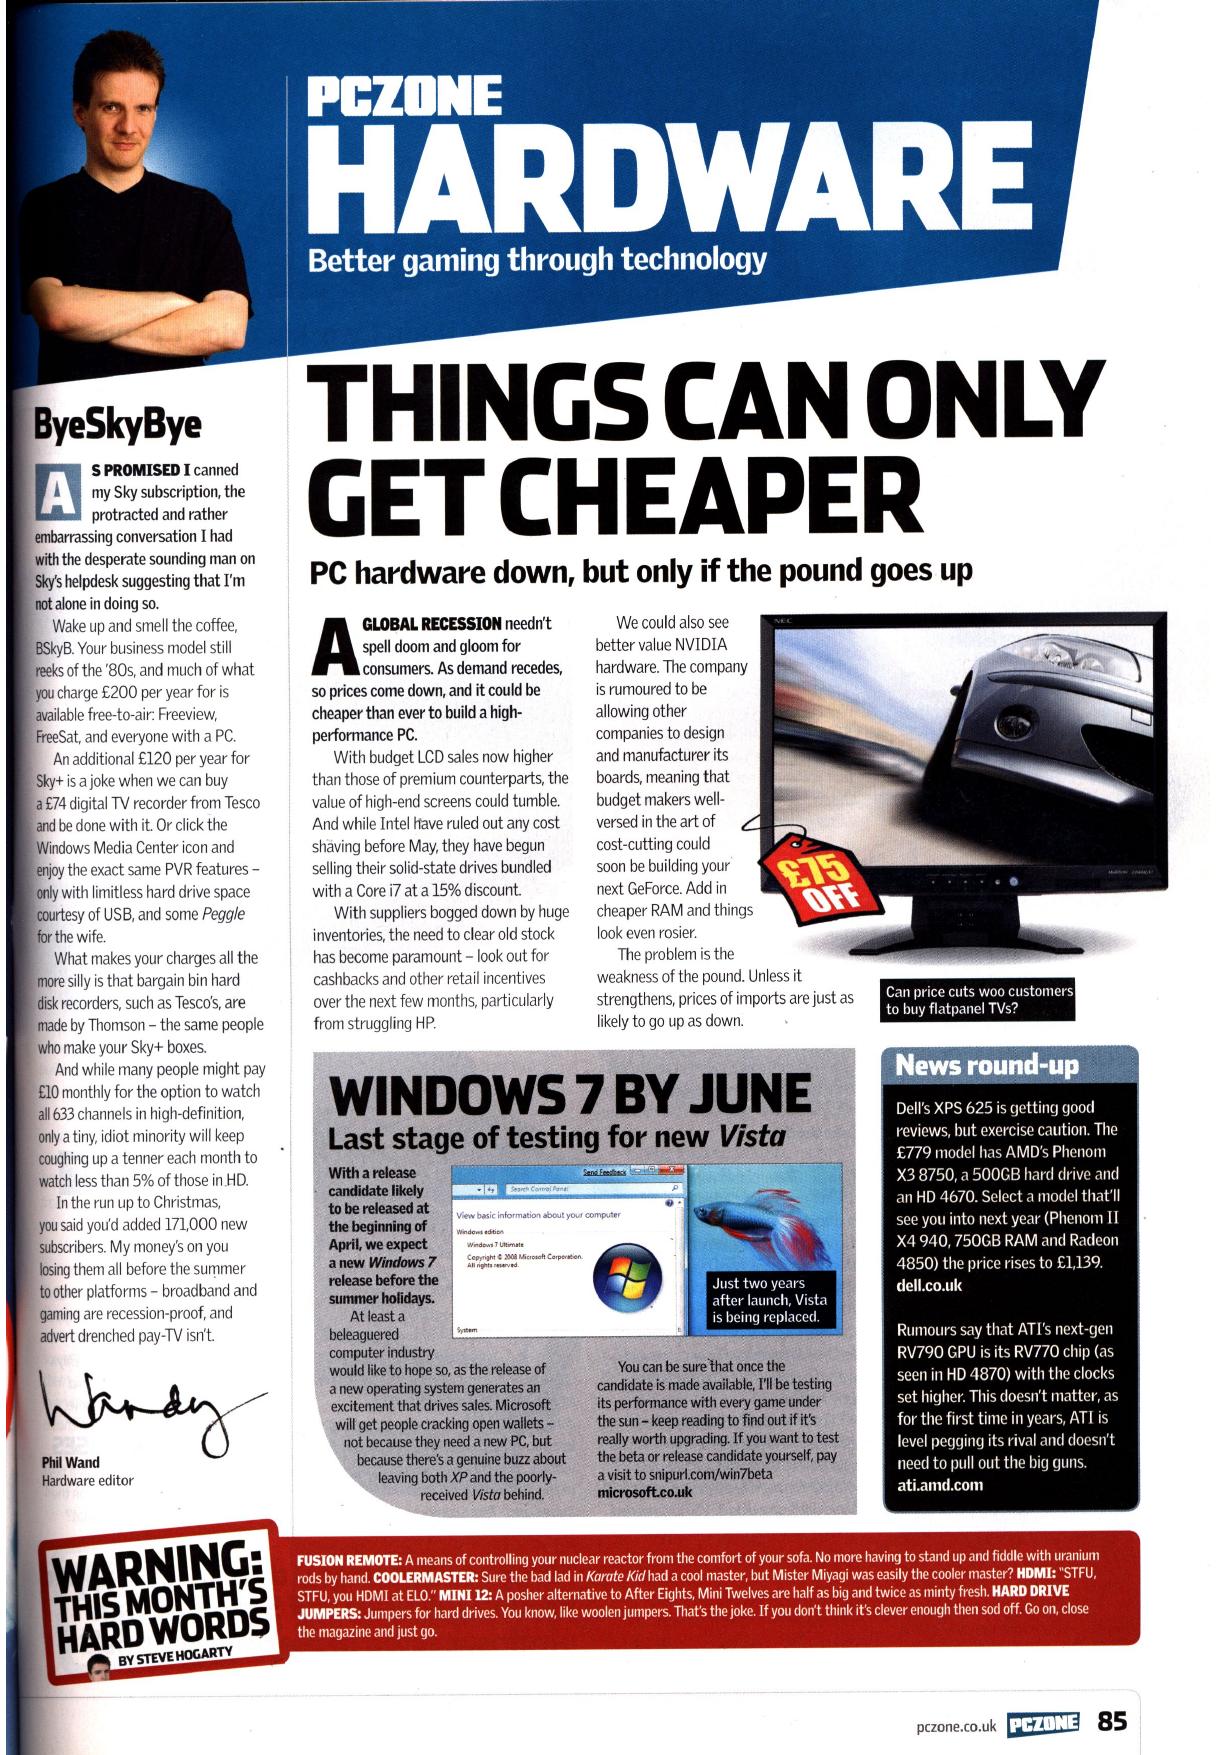 PCZONE
HARDWARE
Better gaming through technology
ByeSkyBye
AS PROMISED I canned
my Sky subscription, the
protracted and rather
embarrassing conversation I had
with the desperate sounding man on
Sky's helpdesk suggesting that I'm
not alone in doing so.
Wake up and smell the coffee,
BSkyB. Your business model still
reeks of the '80s, and much of what
you charge £200 per year for is
available free-to-air: Freeview,
FreeSat, and everyone with a PC.
An additional £120 per year for
Sky+ is a joke when we can buy
a £74 digital TV recorder from Tesco
and be done with it. Or click the
Windows Media Center icon and
enjoy the exact same PVR features –
only with limitless hard drive space
courtesy of USB, and some Peggle
for the wife.
What makes your charges all the
more silly is that bargain bin hard
disk recorders, such as Tesco's, are
made by Thomson – the same people
who make your Sky+ boxes.
And while many people might pay
£10 monthly for the option to watch
all 633 channels in high-definition,
only a tiny, idiot minority will keep
coughing up a tenner each month to
watch less than 5% of those in HD.
In the run up to Christmas,
you said you'd added 171,000 new
subscribers. My money's on you
losing them all before the summer
to other platforms – broadband and
gaming are recession-proof, and
advert drenched pay-TV isn't.
Wandy
Phil Wand
Hardware editor
THINGS CAN ONLY
GET CHEAPER
PC hardware down, but only if the pound goes up
A GLOBAL RECESSION needn't
spell doom and gloom for
consumers. As demand recedes,
so prices come down, and it could be
cheaper than ever to build a high-
performance PC.
With budget LCD sales now higher
than those of premium counterparts, the
value of high-end screens could tumble.
And while Intel have ruled out any cost
shaving before May, they have begun
selling their solid-state drives bundled
with a Core i7 at a 15% discount.
With suppliers bogged down by huge
inventories, the need to clear old stock
has become paramount – look out for
cashbacks and other retail incentives
over the next few months, particularly
from struggling HP.
We could also see
better value NVIDIA
hardware. The company
is rumoured to be
allowing other
companies to design
and manufacturer its
boards, meaning that
budget makers well-
versed in the art of
cost-cutting could
soon be building your
next GeForce. Add in
cheaper RAM and things
look even rosier.
The problem is the
weakness of the pound. Unless it
strengthens, prices of imports are just as
likely to go up as down.
NEC
£75
OFF
Can price cuts woo customers
to buy flatpanel TVs?
WINDOWS 7 BY JUNE
Last stage of testing for new Vista
With a release
candidate likely
to be released at
the beginning of
April, we expect
a new Windows 7
release before the
summer holidays.
At least a
beleaguered
computer industry
would like to hope so, as the release of
a new operating system generates an
excitement that drives sales. Microsoft
will get people cracking open wallets –
not because they need a new PC, but
because there's a genuine buzz about
leaving both XP and the poorly-
received Vista behind.
Send Feedback
Search Control Panel
View basic information about your computer
Windows edition
Windows 7 Ultimate
Copyright © 2008 Microsoft Corporation.
All rights reserved.
System
Just two years
after launch, Vista
is being replaced.
You can be sure that once the
candidate is made available, I'll be testing
its performance with every game under
the sun – keep reading to find out if it's
really worth upgrading. If you want to test
the beta or release candidate yourself, pay
a visit to snipurl.com/win7beta
microsoft.co.uk
News round-up
Dell's XPS 625 is getting good
reviews, but exercise caution. The
£779 model has AMD's Phenom
X3 8750, a 500GB hard drive and
an HD 4670. Select a model that'll
see you into next year (Phenom II
X4 940, 750GB RAM and Radeon
4850) the price rises to £1,139.
dell.co.uk
Rumours say that ATI's next-gen
RV790 GPU is its RV770 chip (as
seen in HD 4870) with the clocks
set higher. This doesn't matter, as
for the first time in years, ATI is
level pegging its rival and doesn't
need to pull out the big guns.
ati.amd.com
WARNING:
THIS MONTH'S
HARD WORDS
BY STEVE HOGARTY
FUSION REMOTE: A means of controlling your nuclear reactor from the comfort of your sofa. No more having to stand up and fiddle with uranium
rods by hand. COOLERMASTER: Sure the bad lad in Karate Kid had a cool master, but Mister Miyagi was easily the cooler master? HDMI: "STFU,
STFU, you HDMI at ELO." MINI 12: A posher alternative to After Eights, Mini Twelves are half as big and twice as minty fresh. HARD DRIVE
JUMPERS: Jumpers for hard drives. You know, like woolen jumpers. That's the joke. If you don't think it's clever enough then sod off. Go on, close
the magazine and just go.
pczone.co.uk PCZONE 85